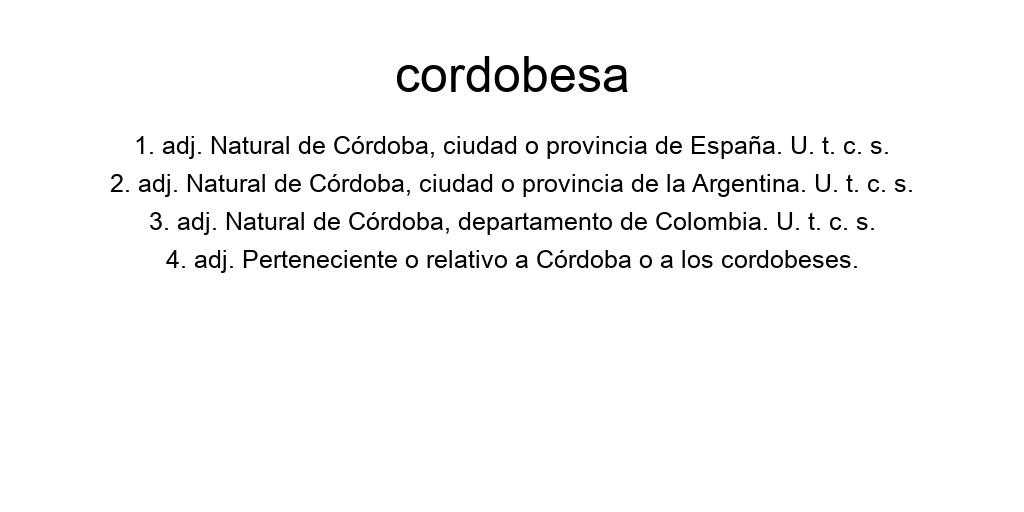 cordobesa
1. adj. Natural de Córdoba, ciudad o provincia de España. U. t. c. s.
2. adj. Natural de Córdoba, ciudad o provincia de la Argentina. U. t. c. s.
3. adj. Natural de Córdoba, departamento de Colombia. U. t. c. s.
4. adj. Perteneciente o relativo a Córdoba o a los cordobeses.